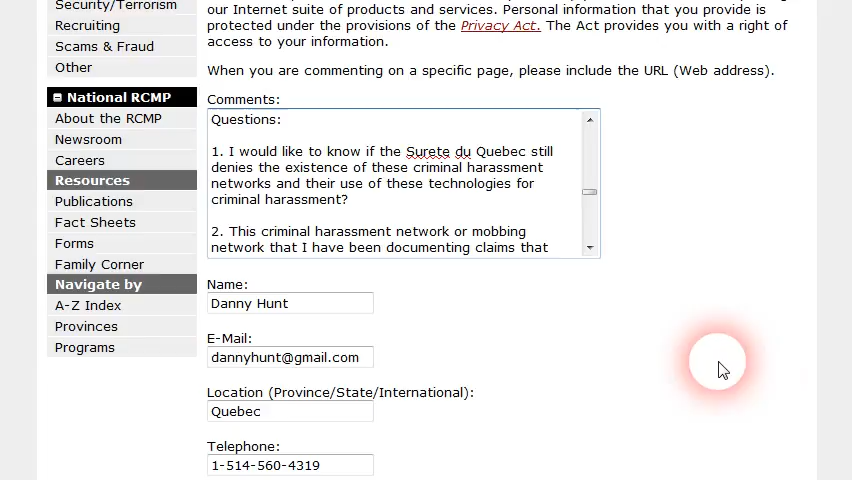 Security/Terrorism
Recruiting
Scams & Fraud
Other
National RCMP
About the RCMP
Newsroom
Careers
Resources
Publications
Fact Sheets
Forms
Family Corner
Navigate by
A-Z Index
Provinces
Programs
our Internet suite of products and services. Personal information that you provide is
protected under the provisions of the Privacy Act. The Act provides you with a right of
access to your information.
When you are commenting on a specific page, please include the URL (Web address).
Comments:
Questions:
1. I would like to know if the Surete du Quebec still
denies the existence of these criminal harassment
networks and their use of these technologies for
criminal harassment?
2. This criminal harassment network or mobbing
network that I have been documenting claims that
Name:
Danny Hunt
E-Mail:
dannyhunt@gmail.com
Location (Province/State/International):
Quebec
Telephone:
1-514-560-4319